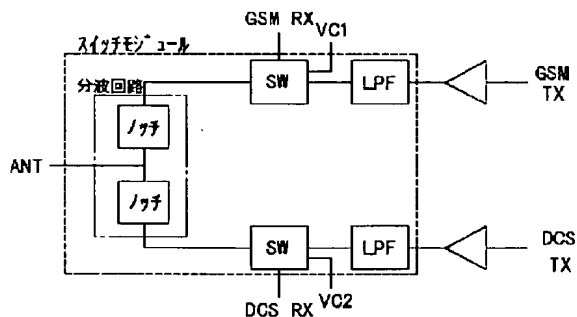 GSM RX
VC1
スイッチモジュール
分波回路
SW
LPF
GSM
TX
ノッチ
ANT
ノッチ
SW
LPF
DCS
TX
DCS RX
VC2